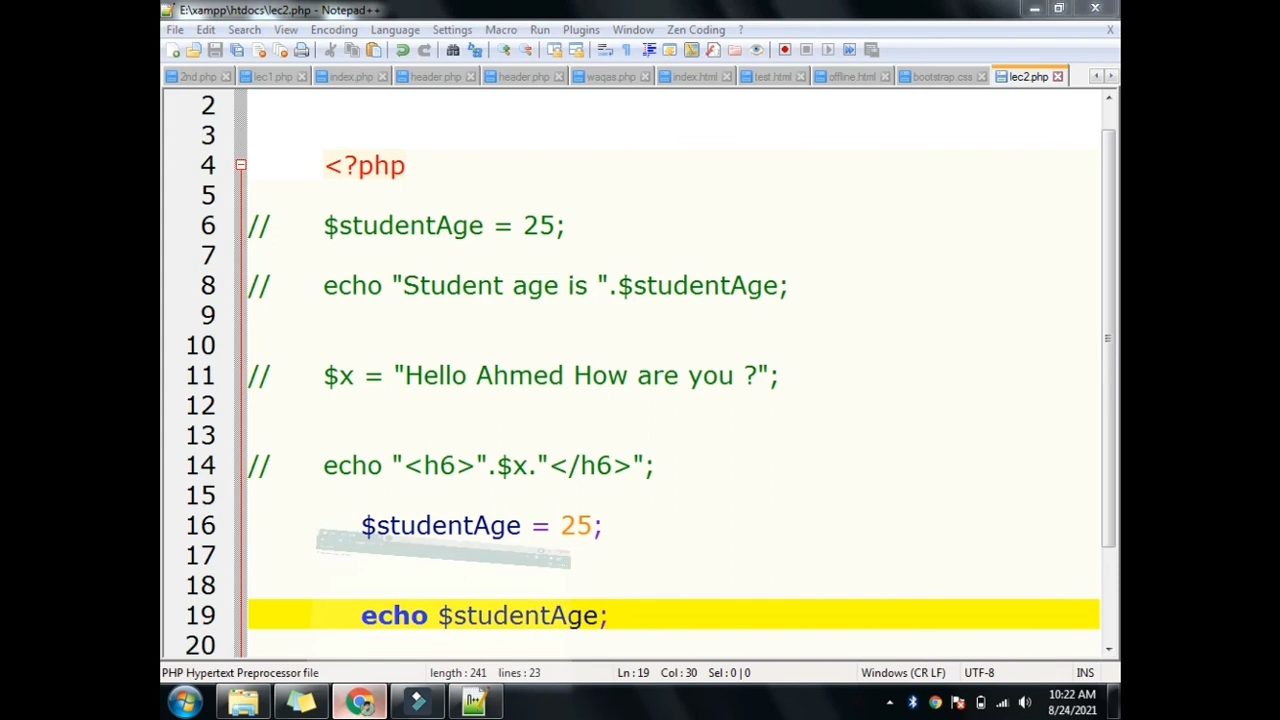 E:\xampp\htdocs\lec2.php - Notepad++
File Edit Search View Encoding Language Settings Macro Run Plugins Window Zen Coding ? X
2nd.php lec1.php index.php header.php header.php waqas.php index.html test.html offline.html bootstrap.css lec2.php
2
3
4 <?php
5
6 // $studentAge = 25;
7
8 // echo "Student age is ".$studentAge;
9
10
11 // $x = "Hello Ahmed How are you ?";
12
13
14 // echo "<h6>".$x."</h6>";
15
16 $studentAge = 25;
17
18
19 echo $studentAge;
20
PHP Hypertext Preprocessor file length : 241 lines : 23 Ln : 19 Col : 30 Sel : 0 | 0 Windows (CR LF) UTF-8 INS
10:22 AM
8/24/2021